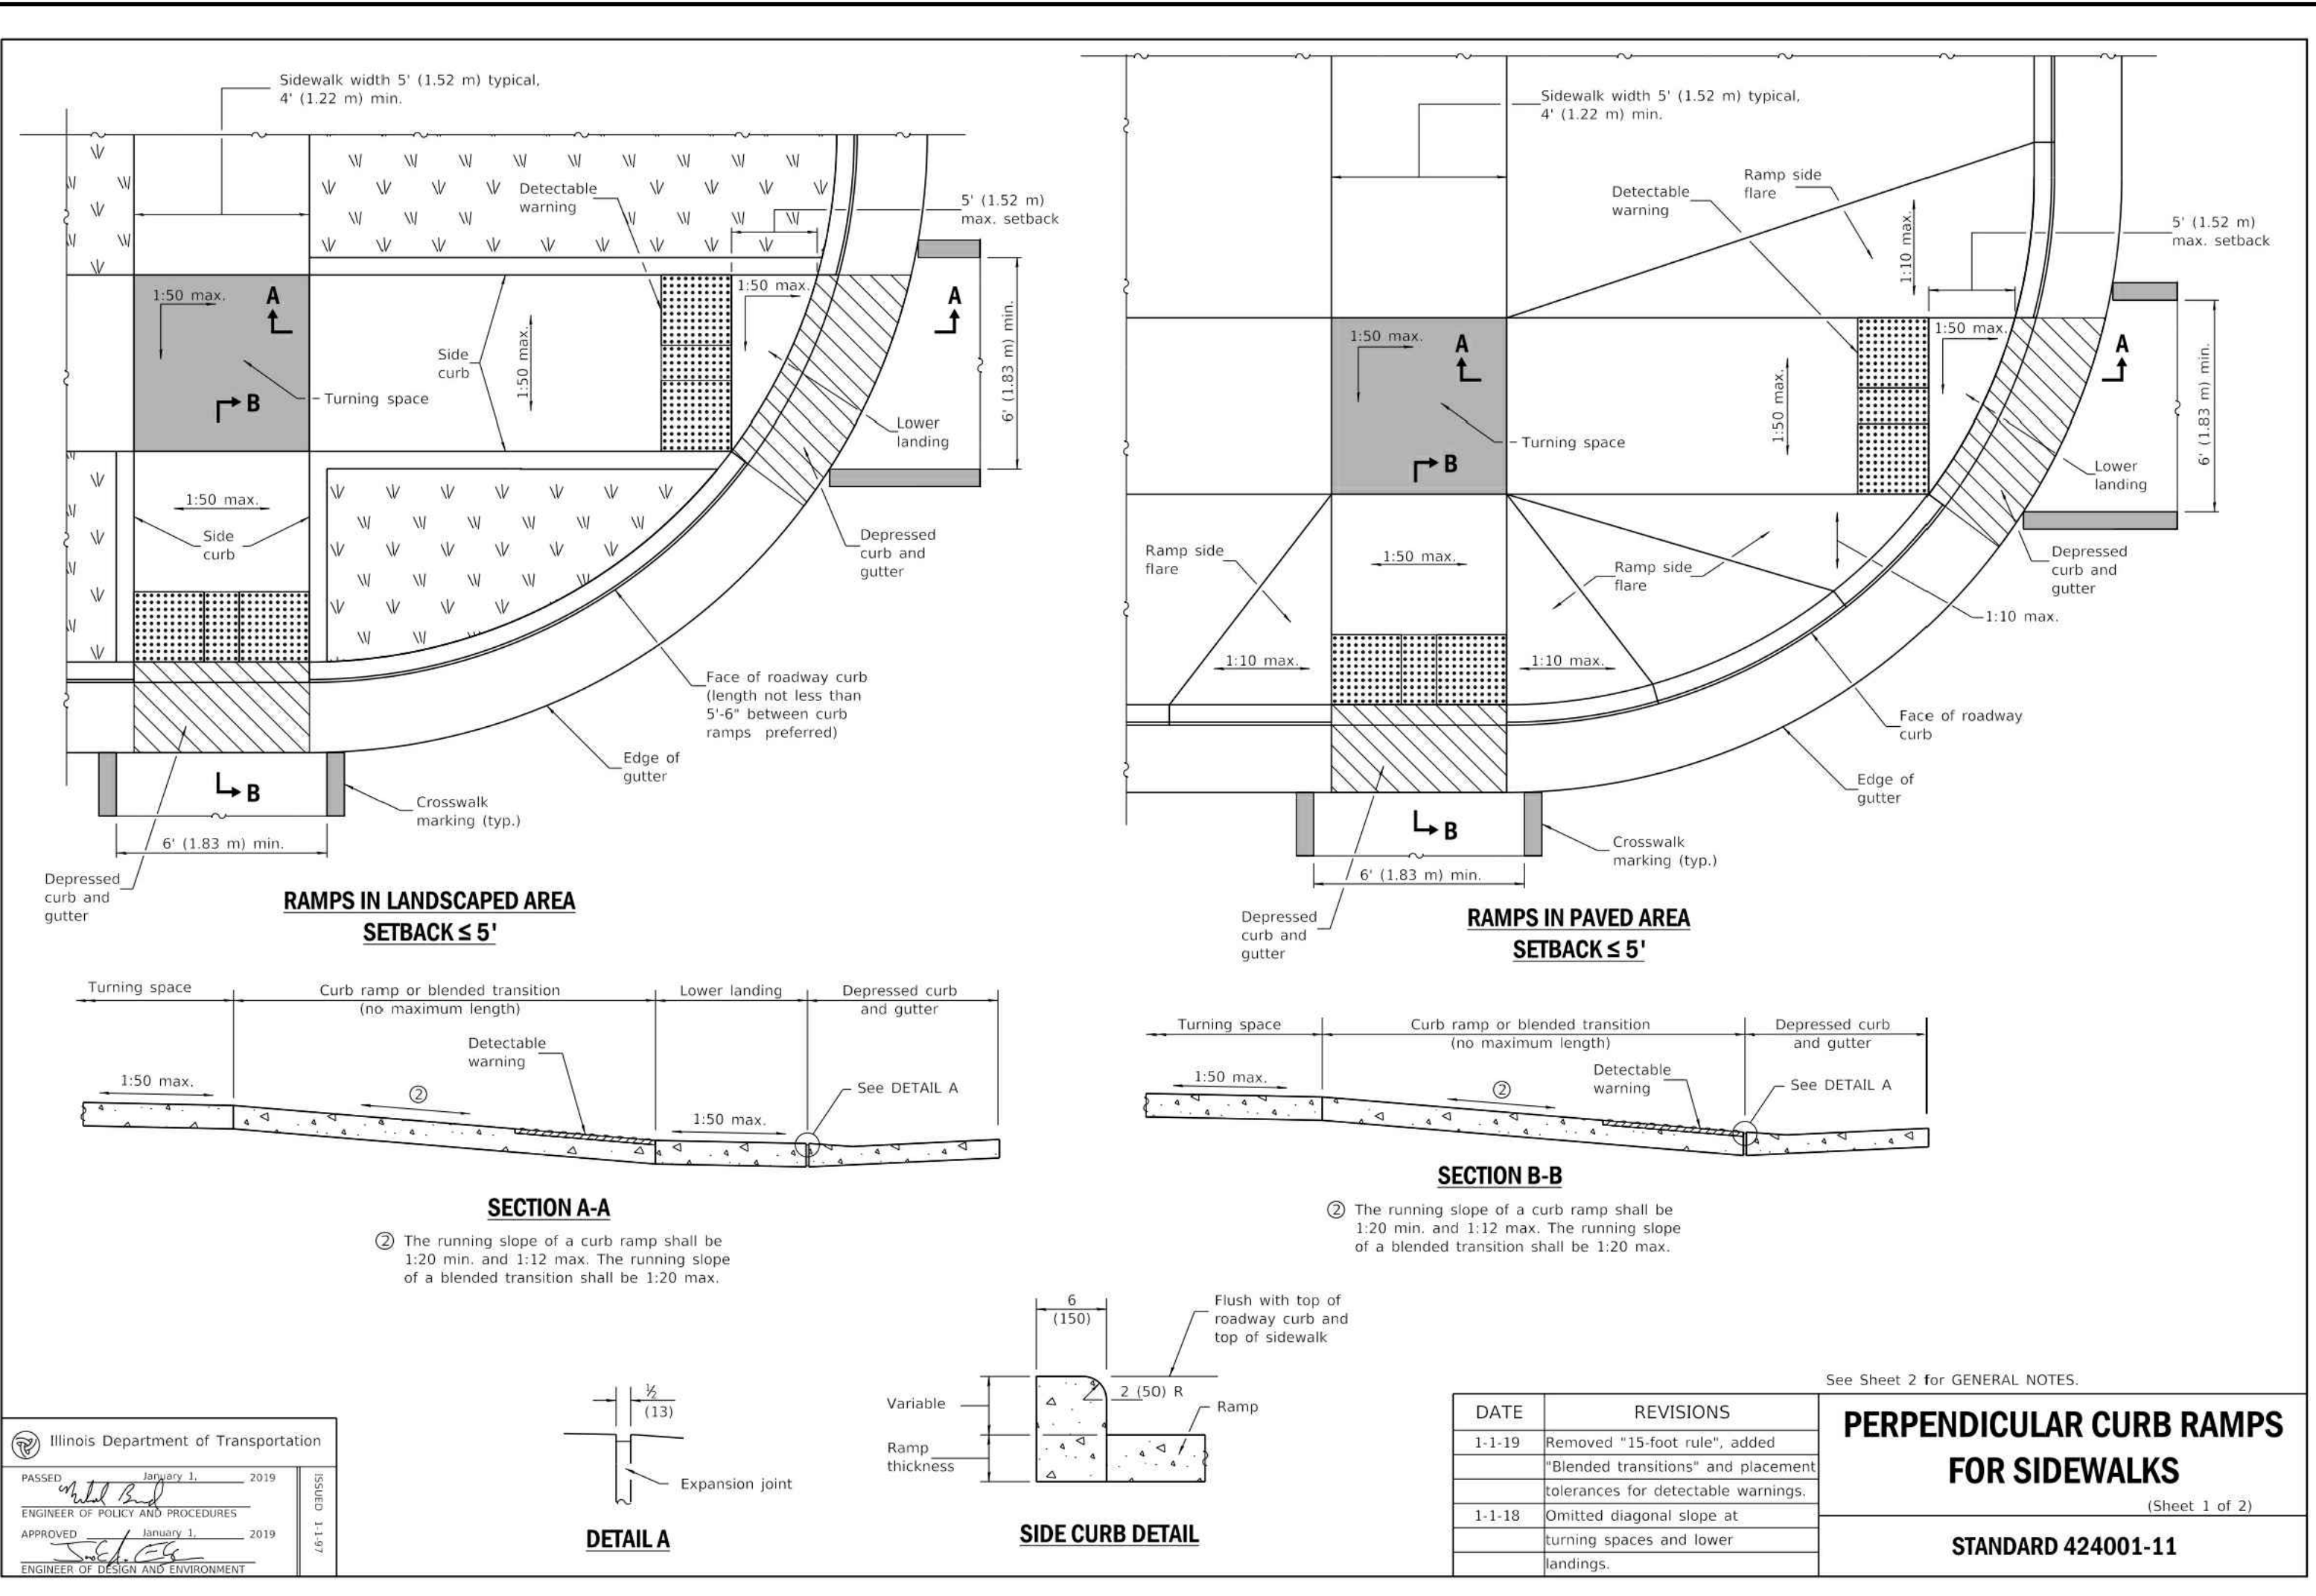 Sidewalk width 5' (1.52 m) typical,
4' (1.22 m) min.
Detectable
warning
5' (1.52 m)
max. setback
1:50 max.
A
1:50 max.
A
Side
curb
1:50 max.
6' (1.83 m) min.
B
Turning space
Lower
landing
1:50 max.
Side
curb
Depressed
curb and
gutter
Face of roadway curb
(length not less than
5'-6" between curb
ramps preferred)
Edge of
gutter
B
Crosswalk
marking (typ.)
6' (1.83 m) min.
Depressed
curb and
gutter
RAMPS IN LANDSCAPED AREA
SETBACK ≤ 5'
Sidewalk width 5' (1.52 m) typical,
4' (1.22 m) min.
Ramp side
flare
Detectable
warning
1:10 max.
5' (1.52 m)
max. setback
1:50 max.
A
1:50 max.
A
1:50 max.
6' (1.83 m) min.
B
Turning space
Lower
landing
Ramp side
flare
1:50 max.
Ramp side
flare
Depressed
curb and
gutter
1:10 max.
1:10 max.
1:10 max.
Face of roadway
curb
Edge of
gutter
B
Crosswalk
marking (typ.)
6' (1.83 m) min.
Depressed
curb and
gutter
RAMPS IN PAVED AREA
SETBACK ≤ 5'
Turning space
Curb ramp or blended transition
(no maximum length)
Lower landing
Depressed curb
and gutter
Detectable
warning
1:50 max.
②
See DETAIL A
1:50 max.
SECTION A-A
② The running slope of a curb ramp shall be
1:20 min. and 1:12 max. The running slope
of a blended transition shall be 1:20 max.
Turning space
Curb ramp or blended transition
(no maximum length)
Depressed curb
and gutter
Detectable
warning
1:50 max.
②
See DETAIL A
SECTION B-B
② The running slope of a curb ramp shall be
1:20 min. and 1:12 max. The running slope
of a blended transition shall be 1:20 max.
½
(13)
Expansion joint
DETAIL A
6
(150)
Flush with top of
roadway curb and
top of sidewalk
Variable
2 (50) R
Ramp
Ramp
thickness
SIDE CURB DETAIL
See Sheet 2 for GENERAL NOTES.
Illinois Department of Transportation
PASSED January 1, 2019
ENGINEER OF POLICY AND PROCEDURES
APPROVED January 1, 2019
ENGINEER OF DESIGN AND ENVIRONMENT
ISSUED 1-1-97
DATE REVISIONS
1-1-19 Removed "15-foot rule", added
"Blended transitions" and placement
tolerances for detectable warnings.
1-1-18 Omitted diagonal slope at
turning spaces and lower
landings.
PERPENDICULAR CURB RAMPS
FOR SIDEWALKS
(Sheet 1 of 2)
STANDARD 424001-11